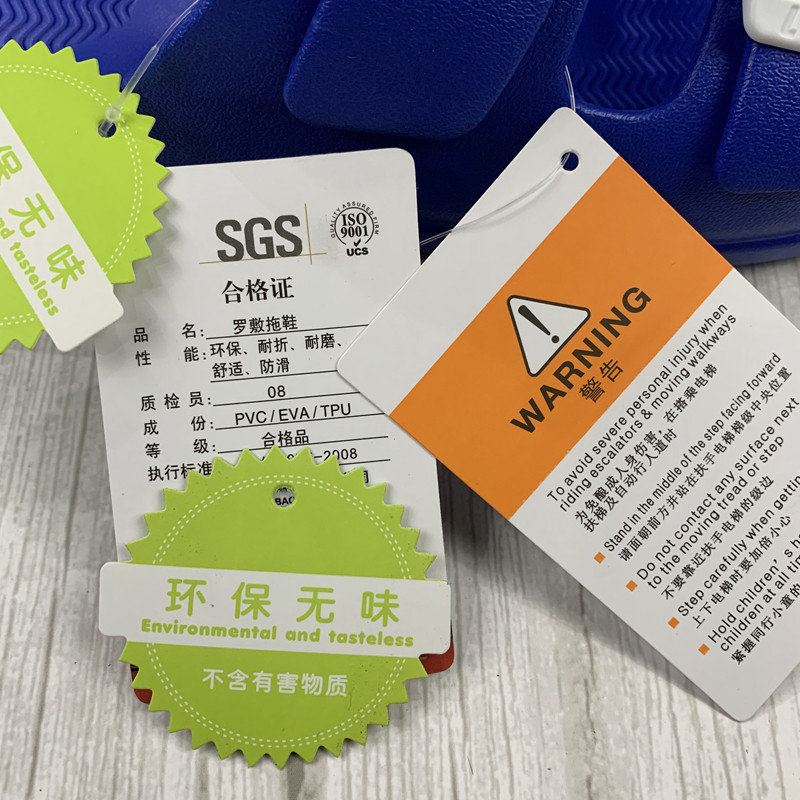 保无味
and tasteless
SGS
QUALITY ASSURED FIRM
ISO
9001
UCS
合格证
品 名: 罗敷拖鞋
性 能: 环保、耐折、耐磨、
舒适、防滑
质检员: 08
成 份: PVC/EVA/TPU
等 级: 合格品
执行标准 2008
BAG
环保无味
Environmental and tasteless
不含有害物质
WARNING
警告
To avoid severe personal injury when
riding escalators & moving walkways
为免酿成人身伤害，在搭乘电梯
扶梯及自动行人道时
Stand in the middle of the step facing forward
请面朝前方并站在扶手电梯梯级中央位置
Do not contact any surface next
to the moving tread or step
不要靠近扶手电梯的级边
Step carefully when getting
上下电梯时要加倍小心
Hold children's
children at all
紧握同行小童的